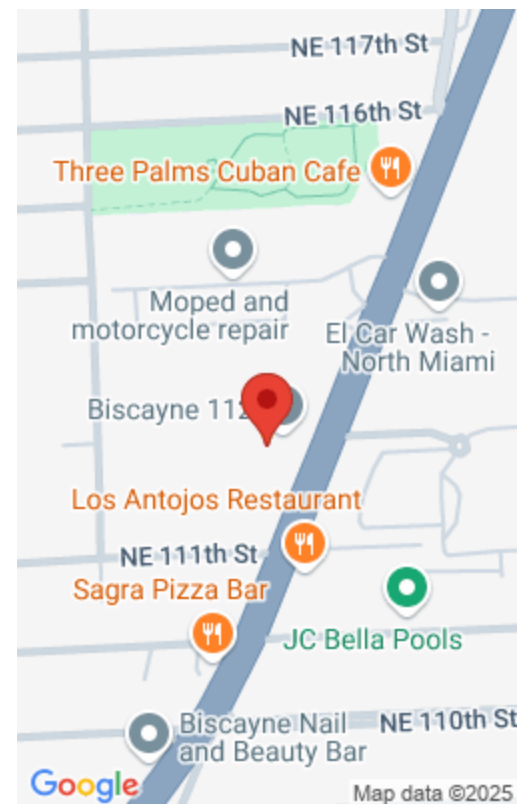 NE 117th St
NE 116th St
Three Palms Cuban Cafe
Moped and
motorcycle repair
El Car Wash -
North Miami
Biscayne 112
Los Antojos Restaurant
NE 111th St
Sagra Pizza Bar
JC Bella Pools
Biscayne Nail
and Beauty Bar
NE 110th St
Google
Map data ©2025